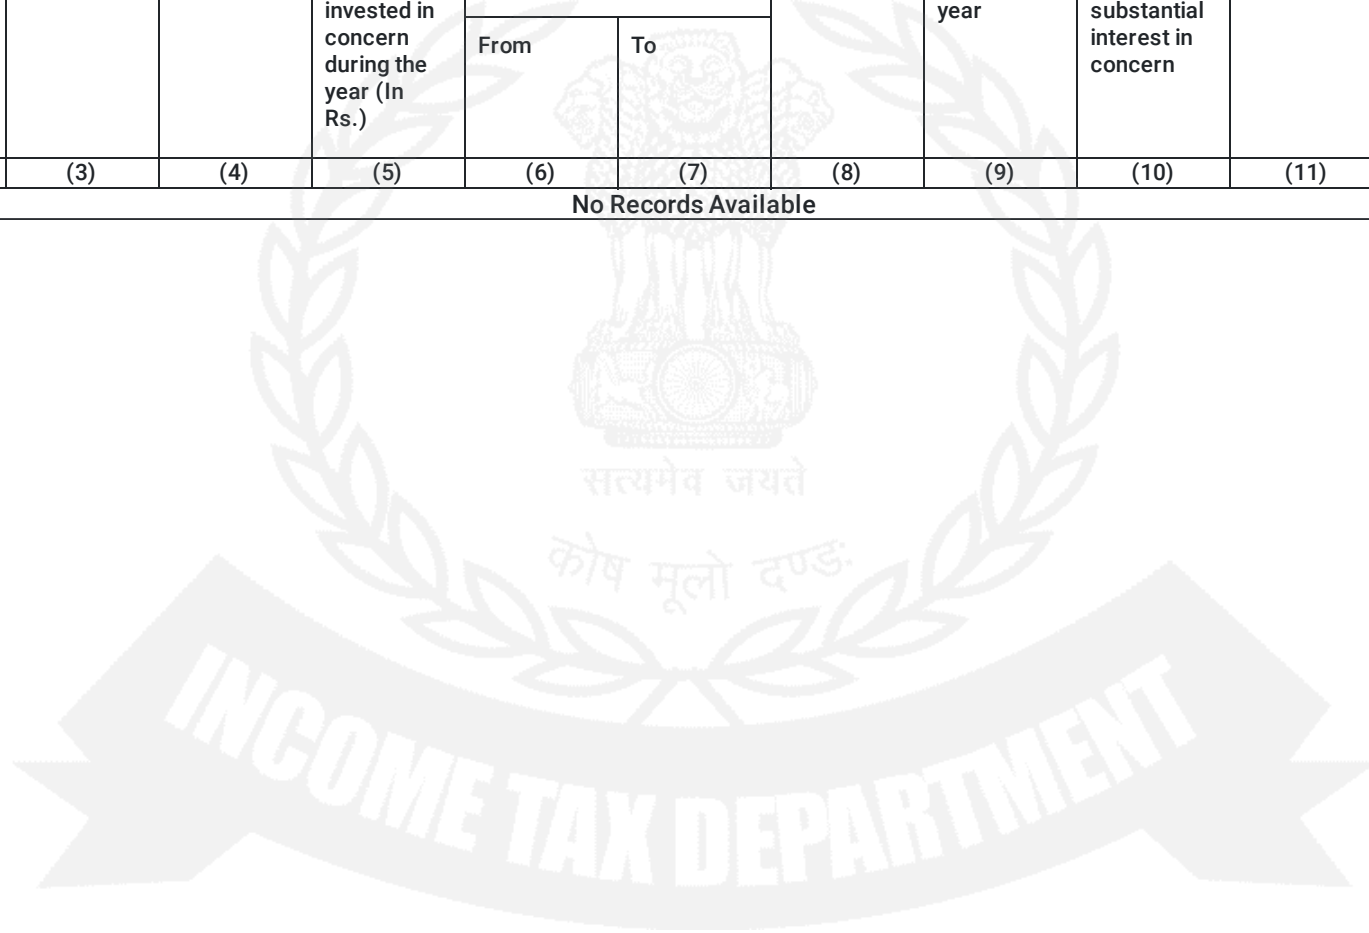 invested in
concern
during the
year (In
Rs.)
From
To
year
substantial
interest in
concern
(3) (4) (5) (6) (7) (8) (9) (10) (11)
No Records Available
सत्यमेव जयते
कोष मूलो दण्डः
INCOME TAX DEPARTMENT